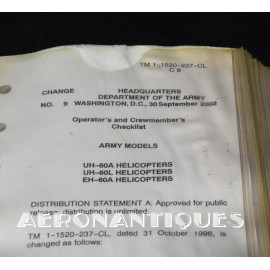 TM 1-1520-237-CL
C 9
CHANGE HEADQUARTERS
DEPARTMENT OF THE ARMY
NO. 9 WASHINGTON, D.C., 30 September 2002
Operator's and Crewmember's
Checklist
ARMY MODELS
UH-60A HELICOPTERS
UH-60L HELICOPTERS
EH-60A HELICOPTERS
DISTRIBUTION STATEMENT A: Approved for public
release; distribution is unlimited.
AERONANTIQUES
TM 1-1520-237-CL, dated 31 October 1996, is
changed as follows: